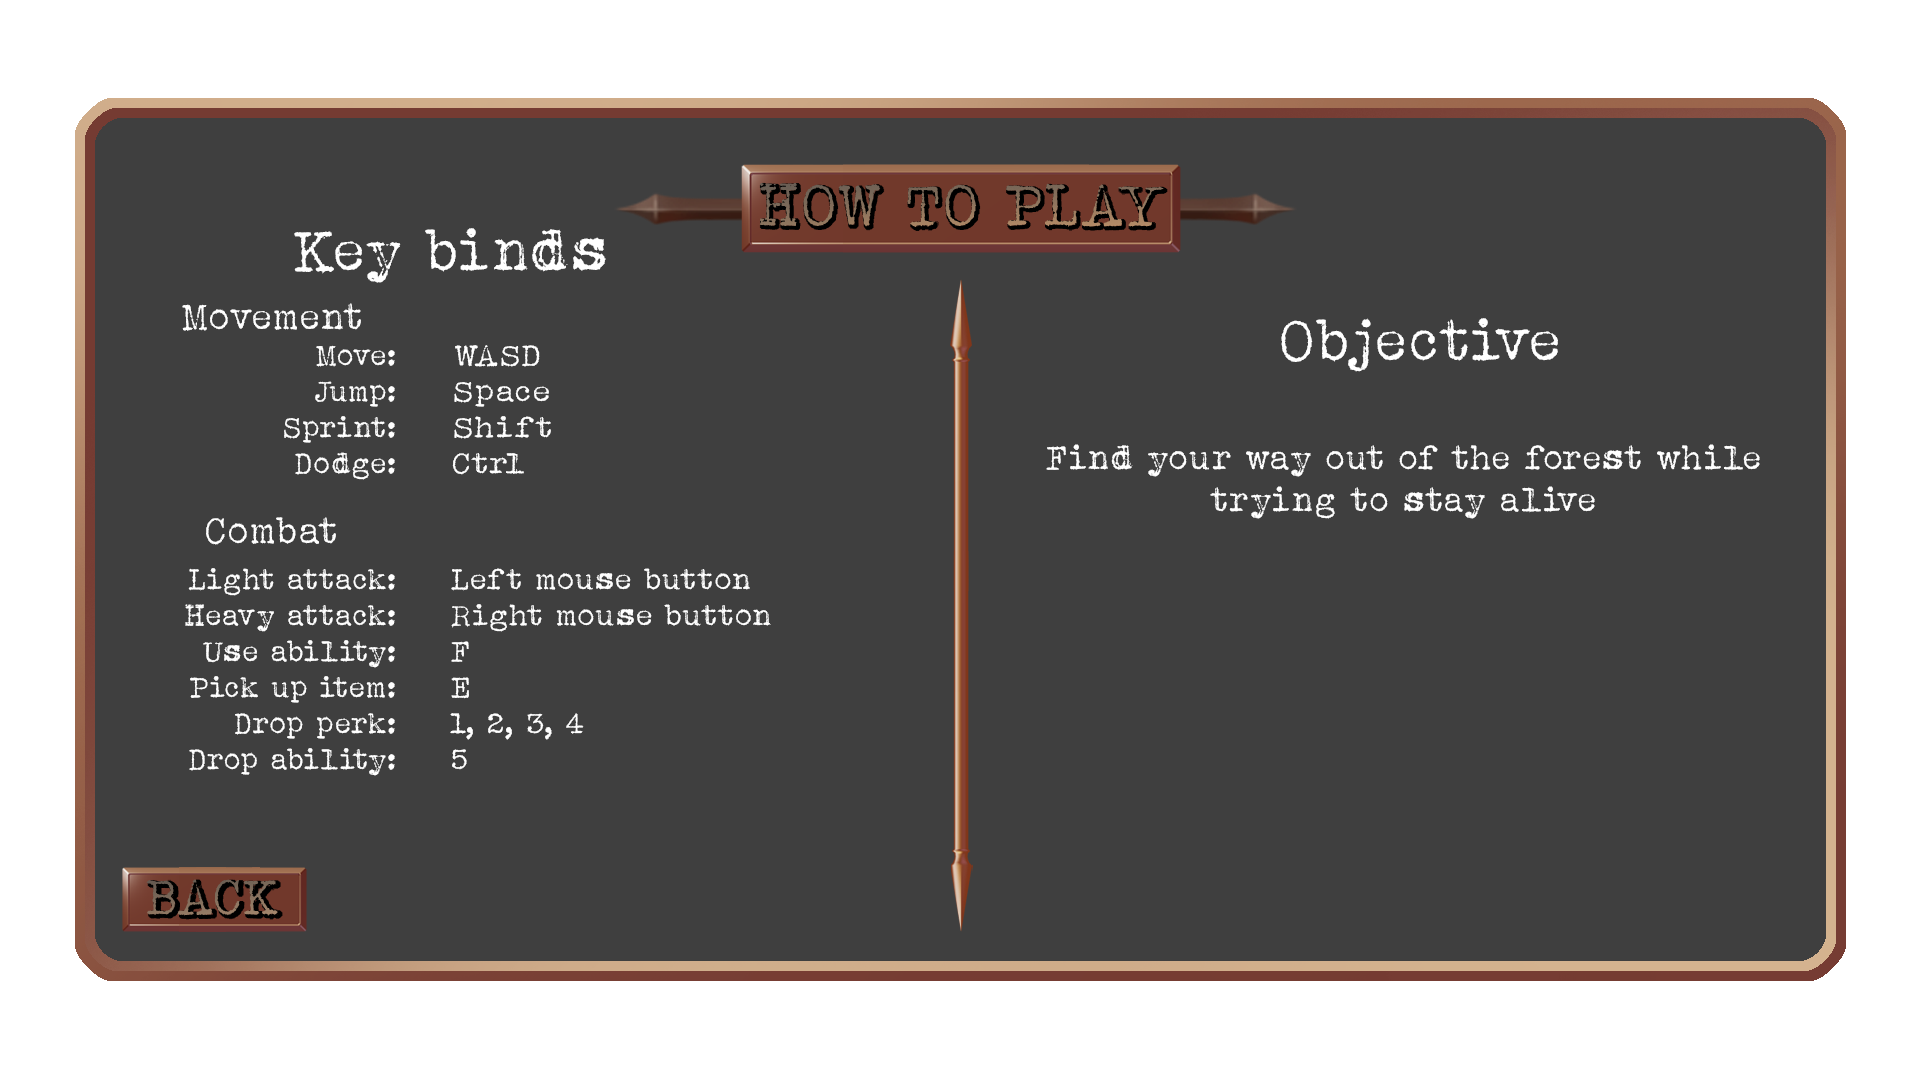 HOW TO PLAY
Key binds
Movement
Move: WASD
Jump: Space
Sprint: Shift
Dodge: Ctrl
Combat
Light attack: Left mouse button
Heavy attack: Right mouse button
Use ability: F
Pick up item: E
Drop perk: 1, 2, 3, 4
Drop ability: 5
BACK
Objective
Find your way out of the forest while
trying to stay alive